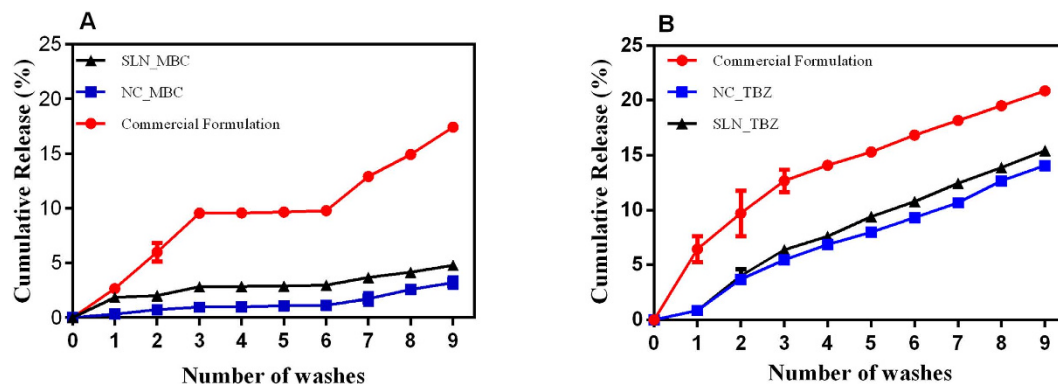 A
Cumulative Release (%)
25
20
15
10
5
0
SLN_MBC
NC_MBC
Commercial Formulation
0 1 2 3 4 5 6 7 8 9
Number of washes
B
Cumulative Release (%)
25
20
15
10
5
0
Commercial Formulation
NC_TBZ
SLN_TBZ
0 1 2 3 4 5 6 7 8 9
Number of washes